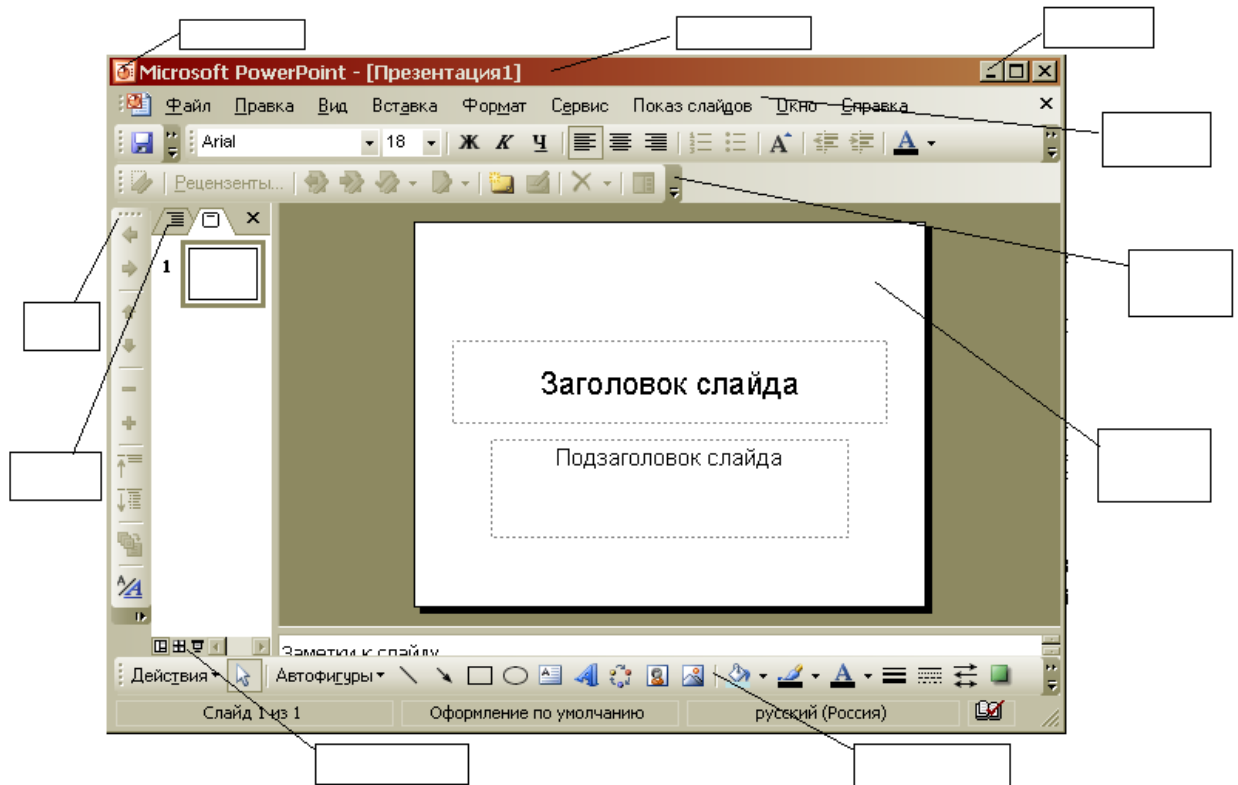 Microsoft PowerPoint - [Презентация1]
Файл Правка Вид Вставка Формат Сервис Показ слайдов Окно Справка
Arial 18 Ж К Ч
Рецензенты...
1
Заголовок слайда
Подзаголовок слайда
Заметки к слайду
Действия Автофигуры
Слайд 1 из 1 Оформление по умолчанию русский (Россия)